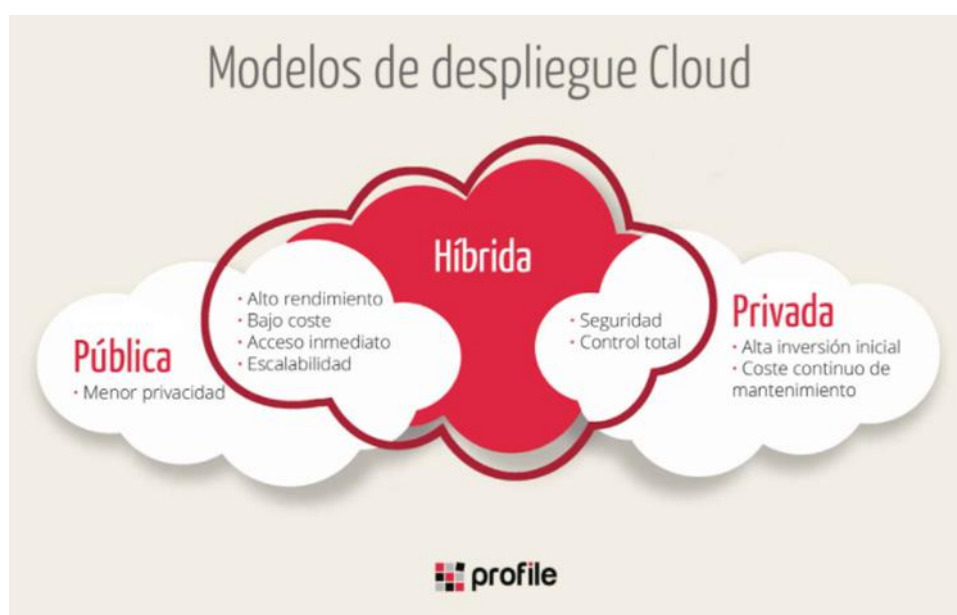 Modelos de despliegue Cloud
Híbrida
Pública
• Menor privacidad
• Alto rendimiento
• Bajo coste
• Acceso inmediato
• Escalabilidad
• Seguridad
• Control total
Privada
• Alta inversión inicial
• Coste continuo de
mantenimiento
profile